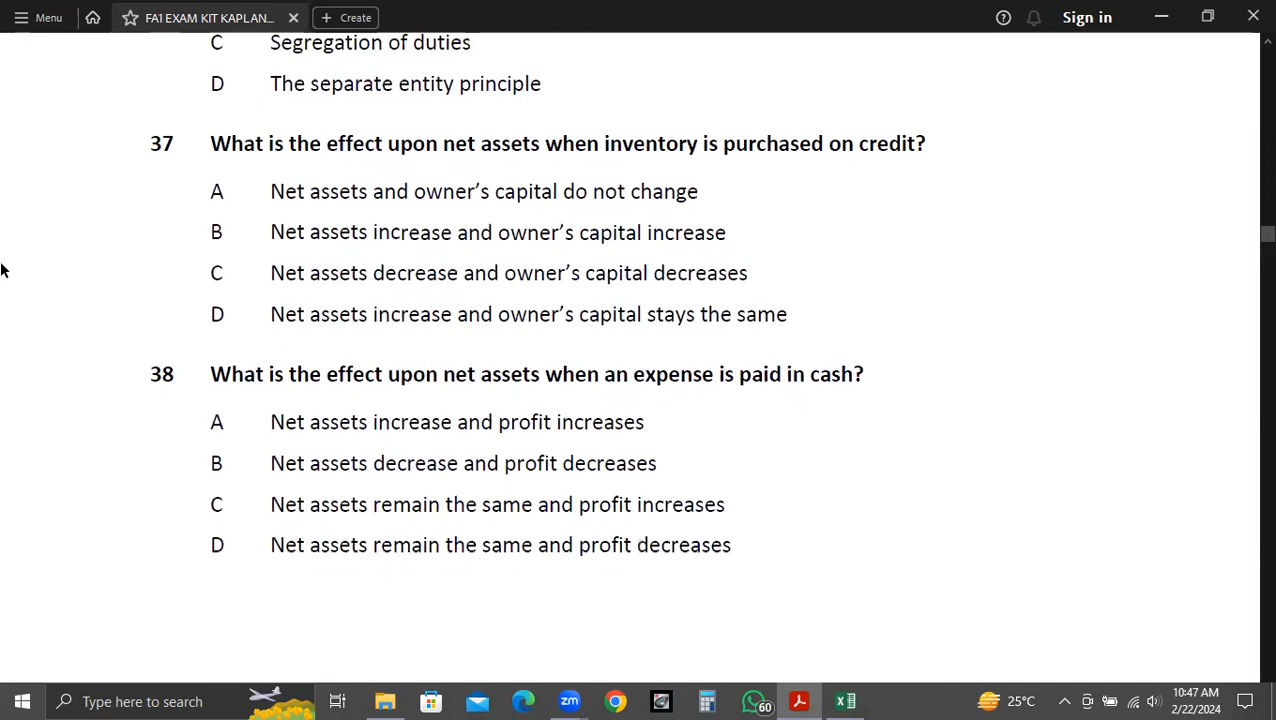 Menu
FA1 EXAM KIT KAPLAN...
Create
Sign in
C Segregation of duties
D The separate entity principle
37 What is the effect upon net assets when inventory is purchased on credit?
A Net assets and owner's capital do not change
B Net assets increase and owner's capital increase
C Net assets decrease and owner's capital decreases
D Net assets increase and owner's capital stays the same
38 What is the effect upon net assets when an expense is paid in cash?
A Net assets increase and profit increases
B Net assets decrease and profit decreases
C Net assets remain the same and profit increases
D Net assets remain the same and profit decreases
Type here to search
zm
60
25°C
10:47 AM
2/22/2024